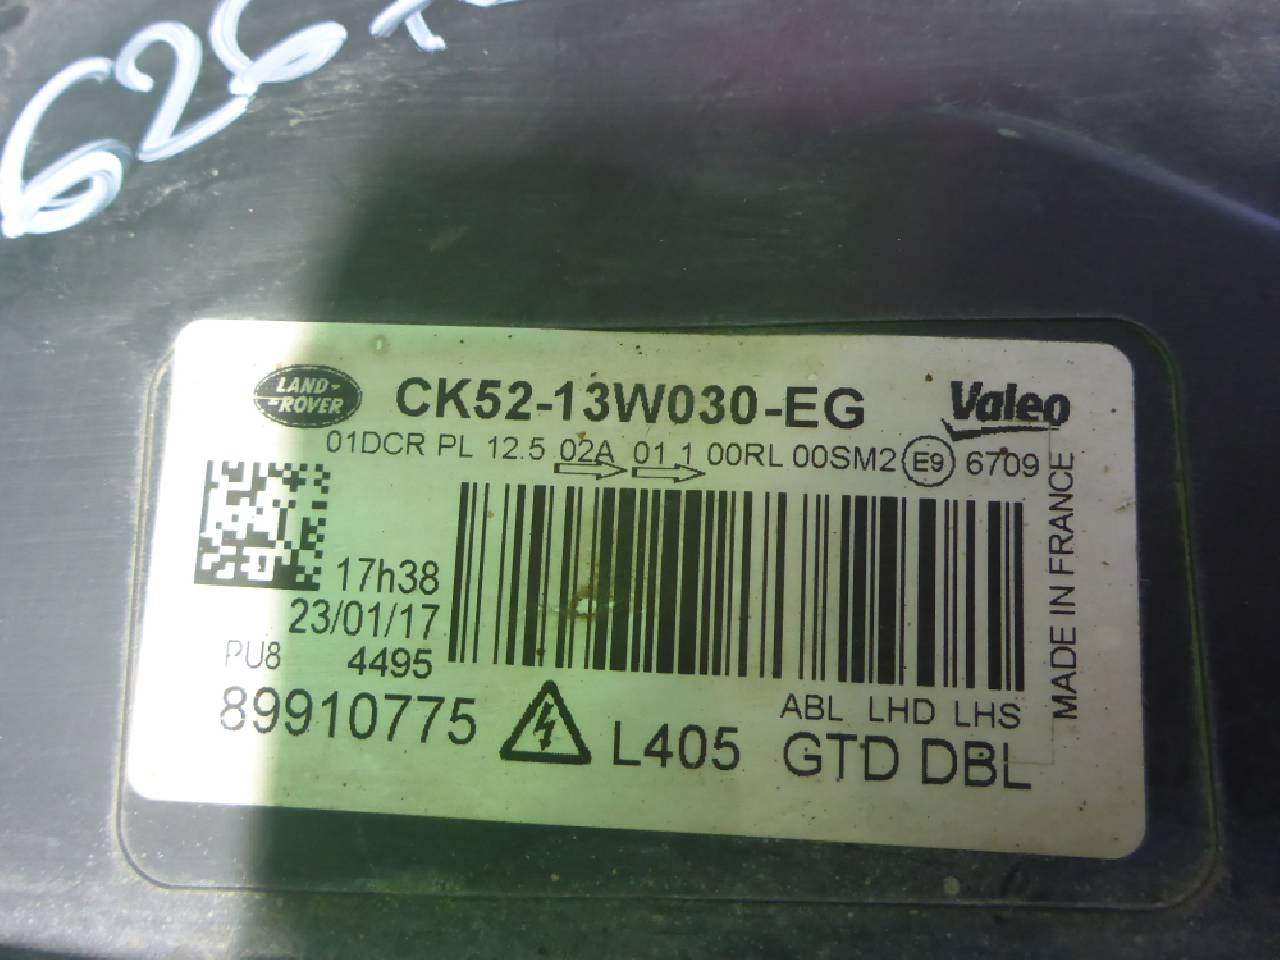 626
LAND-
-ROVER
CK52-13W030-EG
Valeo
01DCR PL 12.5 02A 01 1 00RL 00SM2 E9 6709
17h38
23/01/17
PU8 4495
89910775
L405
ABL LHD LHS
GTD DBL
MADE IN FRANCE